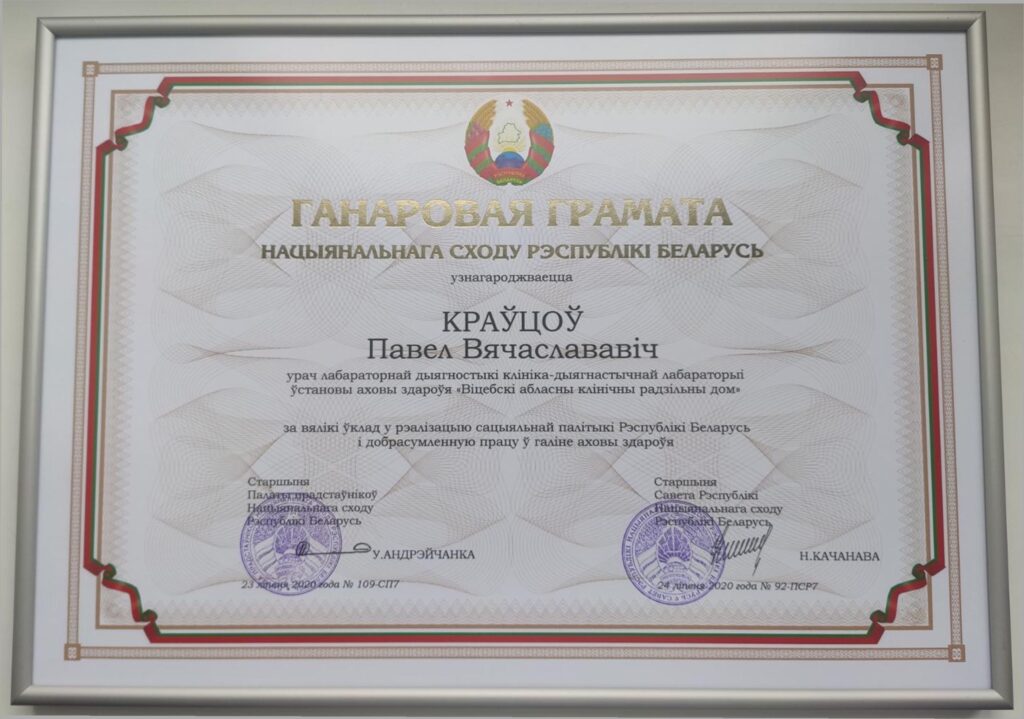 ГАНАРОВАЯ ГРАМАТА
НАЦЫЯНАЛЬНАГА СХОДУ РЭСПУБЛІКІ БЕЛАРУСЬ
узнагароджваецца
КРАЎЦОЎ
Павел Вячаслававіч
урач лабараторнай дыягностыкі клініка-дыягнастычнай лабараторыі
ўстановы аховы здароўя «Віцебскі абласны клінічны радзільны дом»
за вялікі ўклад у рэалізацыю сацыяльнай палітыкі Рэспублікі Беларусь
і добрасумленную працу ў галіне аховы здароўя
Старшыня
Палаты прадстаўнікоў
Нацыянальнага сходу
Рэспублікі Беларусь
У.АНДРЭЙЧАНКА
23 ліпеня 2020 года № 109-СП7
Старшыня
Савета Рэспублікі
Нацыянальнага сходу
Рэспублікі Беларусь
Н.КАЧАНАВА
24 ліпеня 2020 года № 92-ПСР7